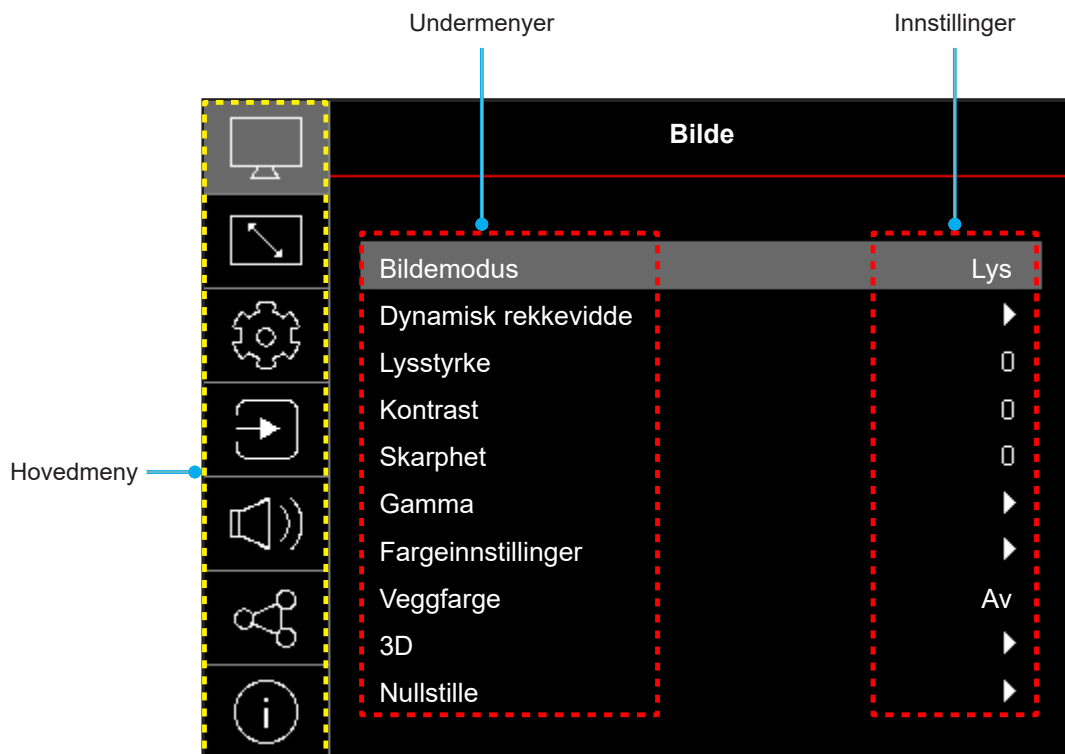 Undermenyer Innstillinger
Bilde
Bildemodus Lys
Dynamisk rekkevidde
Lysstyrke 0
Kontrast 0
Hovedmeny
Skarphet 0
Gamma
Fargeinnstillinger
Veggfarge Av
3D
Nullstille